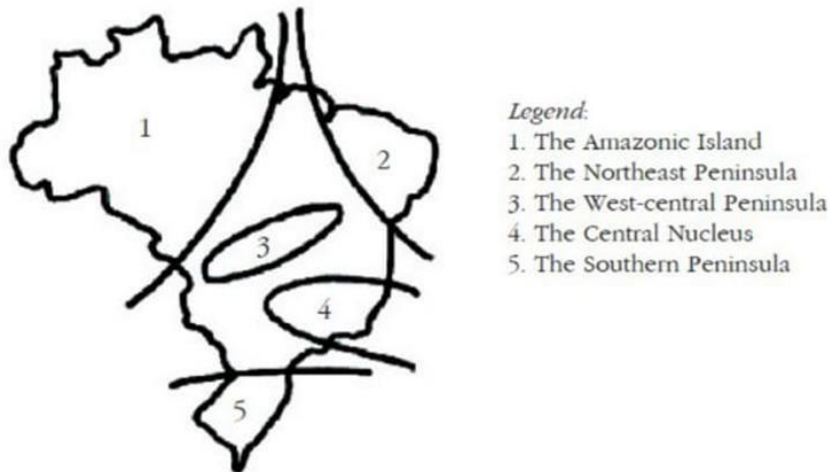 1
2
3
4
5
Legend:
1. The Amazonic Island
2. The Northeast Peninsula
3. The West-central Peninsula
4. The Central Nucleus
5. The Southern Peninsula